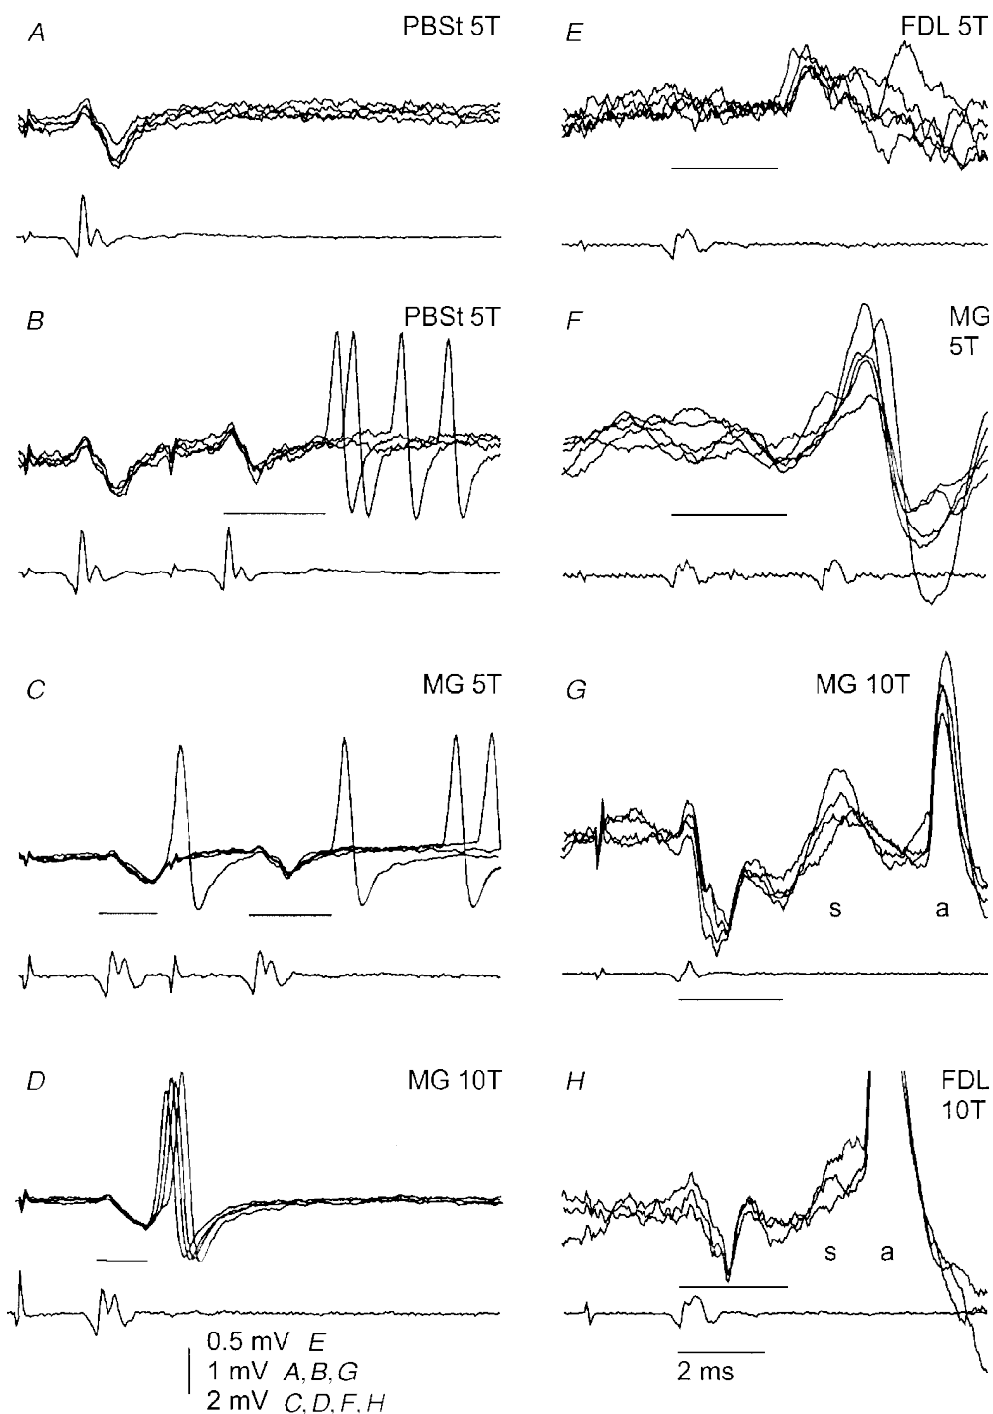 A PBSt 5T
B PBSt 5T
C MG 5T
D MG 10T
0.5 mV E
1 mV A, B, G
2 mV C, D, F, H
E FDL 5T
F MG
5T
G MG 10T
s a
H FDL
10T
s a
2 ms